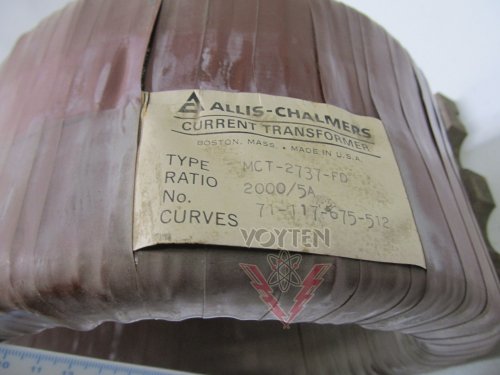 ALLIS-CHALMERS
CURRENT TRANSFORMER
BOSTON, MASS. • MADE IN U.S.A.
TYPE MCT-2737-FD
RATIO 2000/5A
No.
CURVES 71-117-675-512
VOYTEN